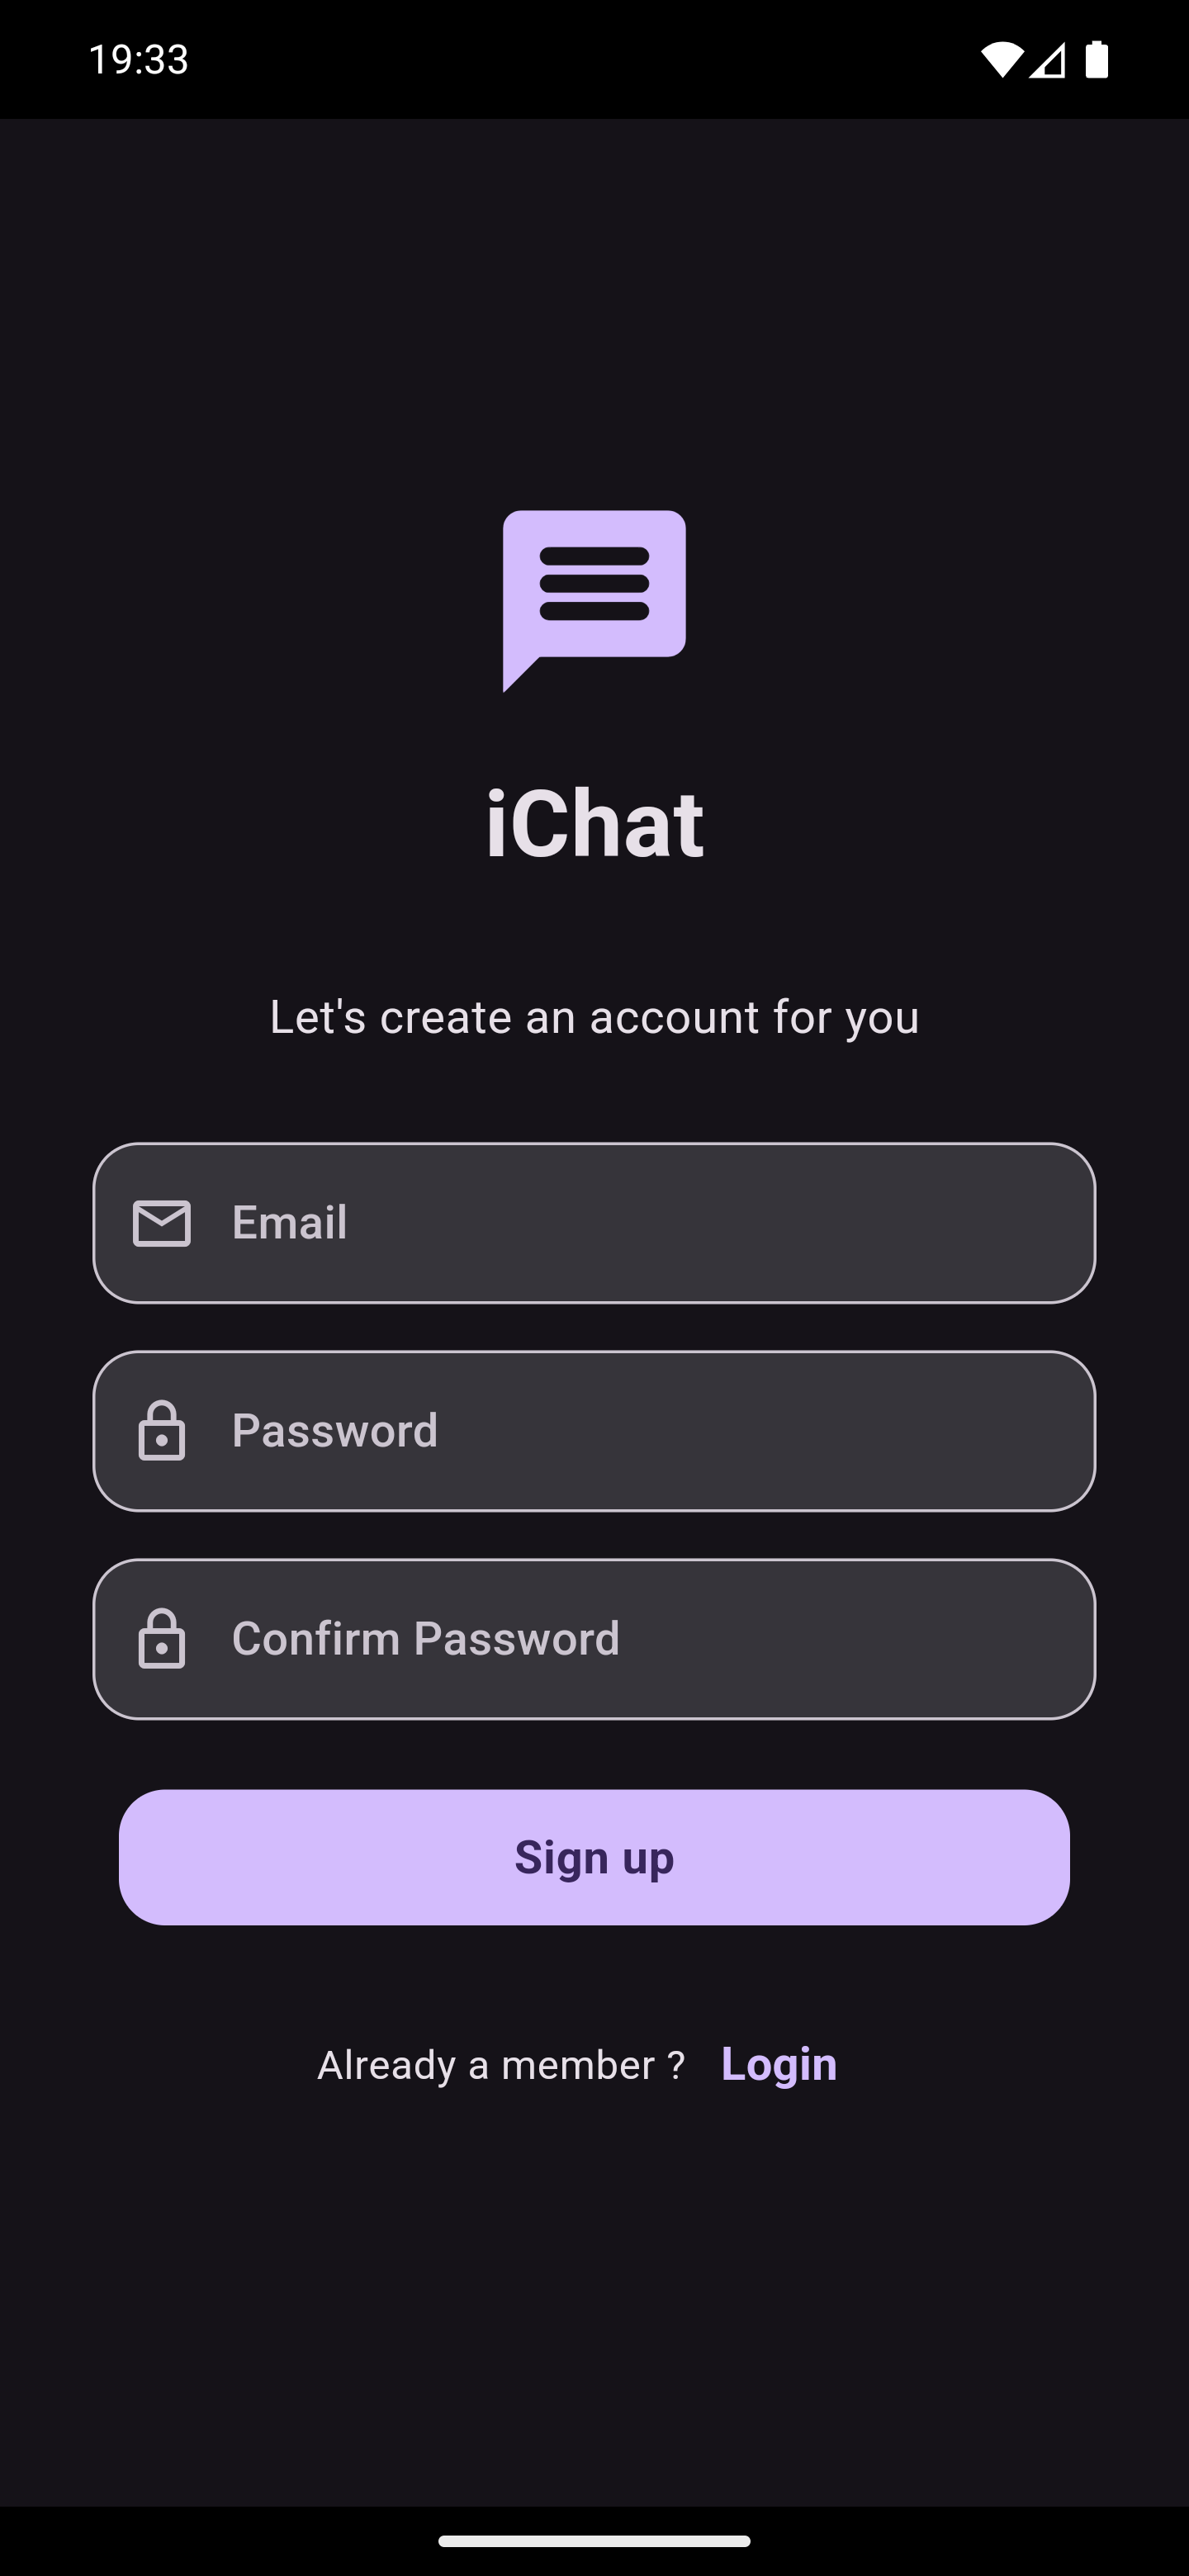 19:33
iChat
Let's create an account for you
Email
Password
Confirm Password
Sign up
Already a member ? Login